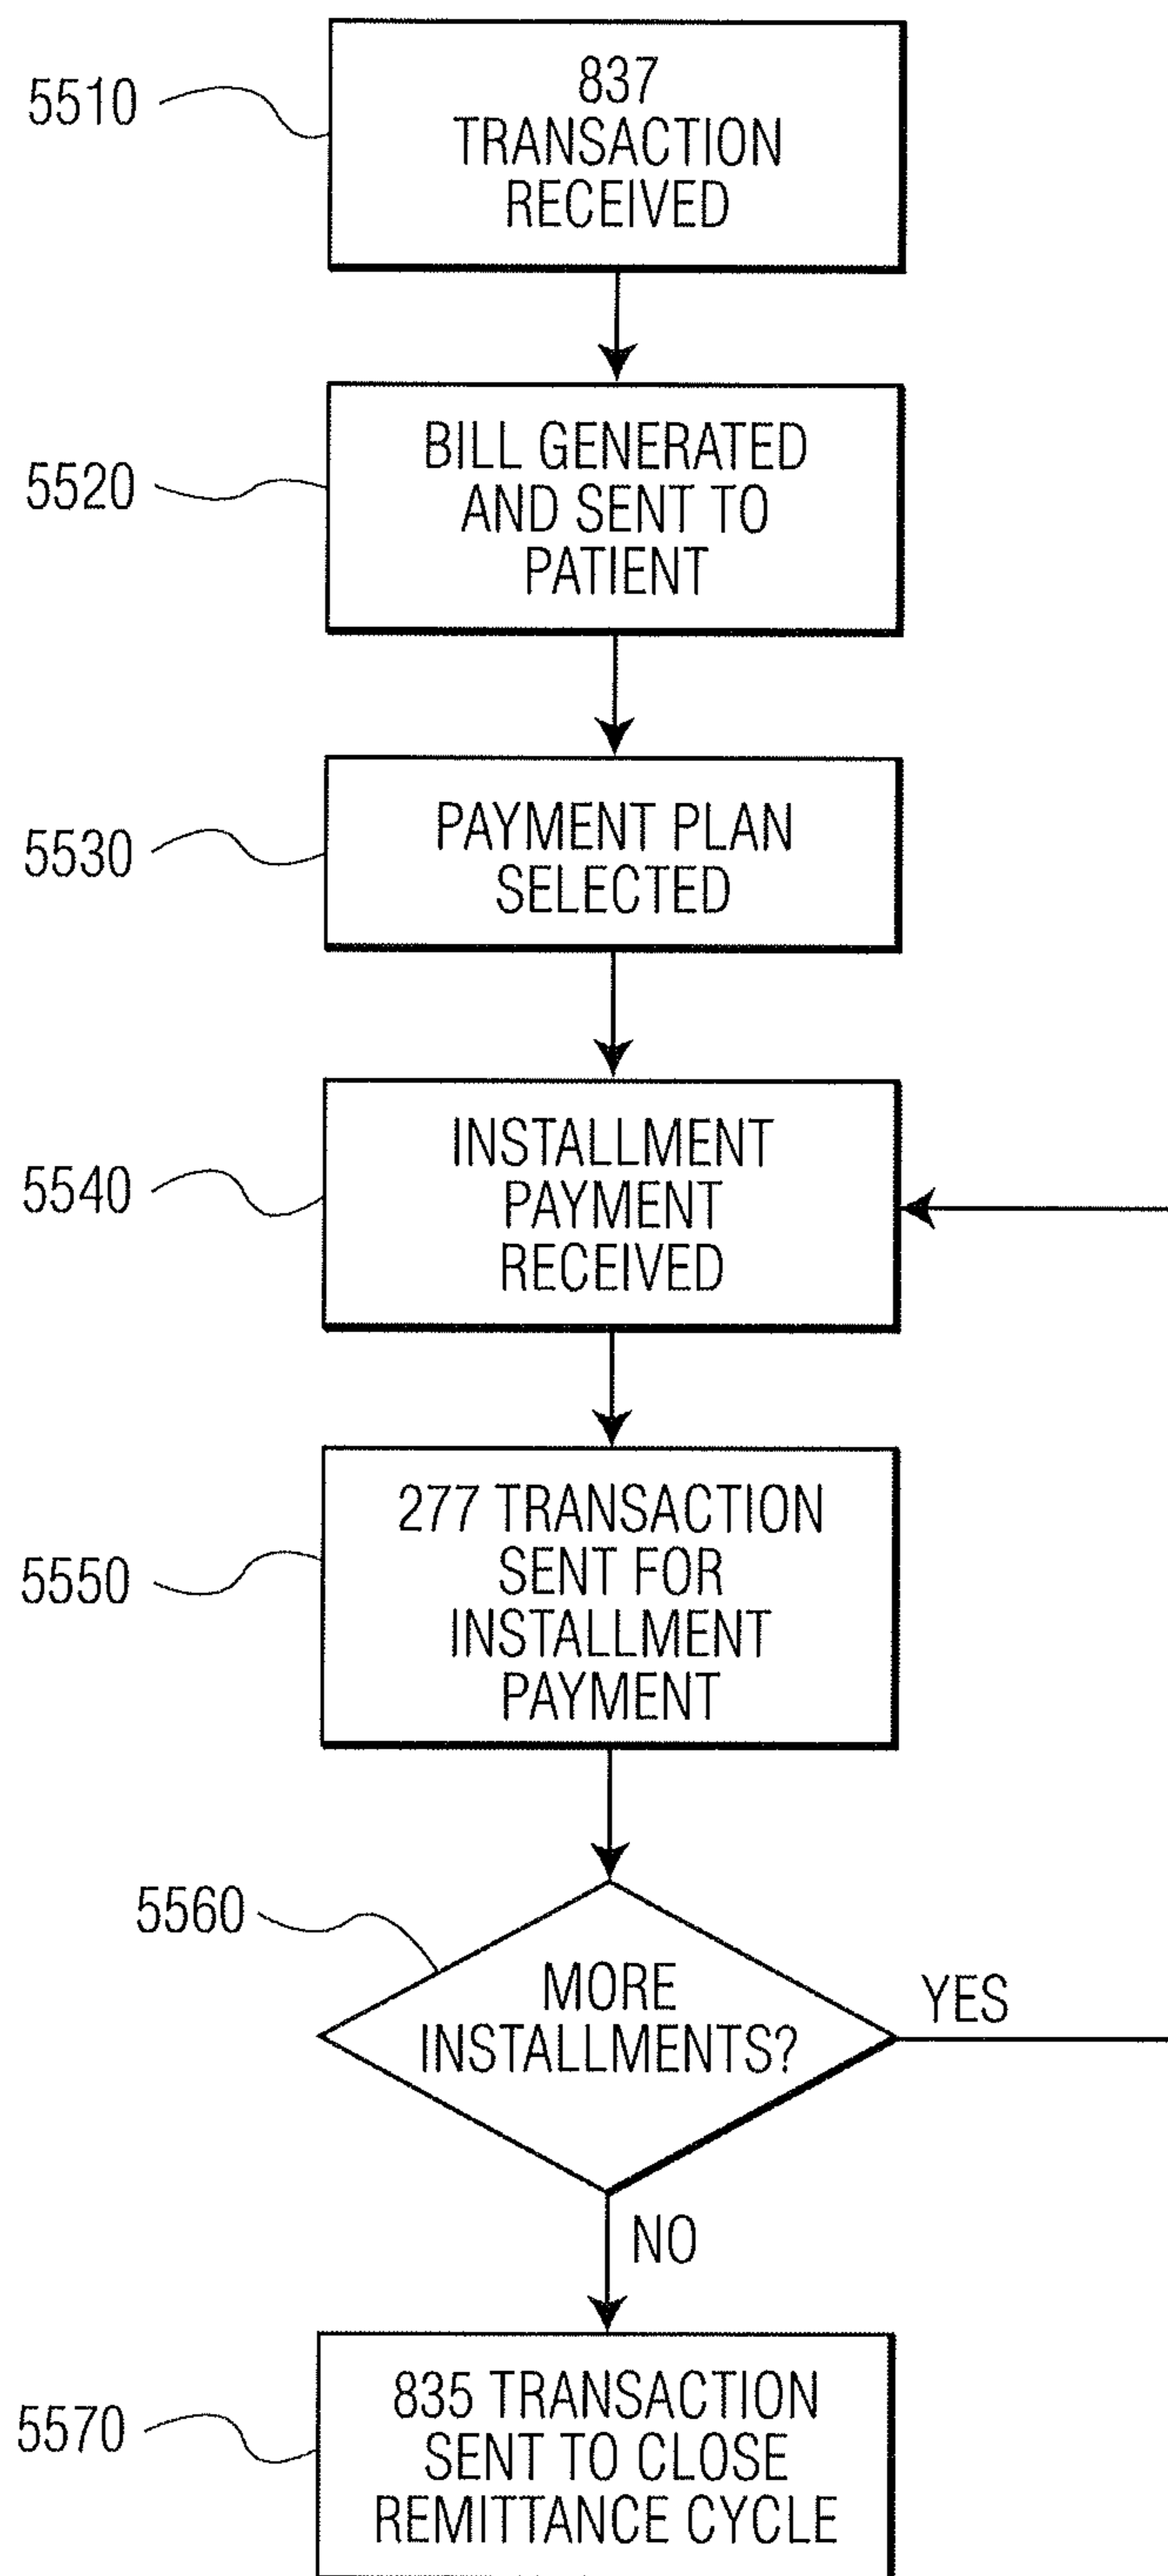 5510
837
TRANSACTION
RECEIVED
5520
BILL GENERATED
AND SENT TO
PATIENT
5530
PAYMENT PLAN
SELECTED
5540
INSTALLMENT
PAYMENT
RECEIVED
5550
277 TRANSACTION
SENT FOR
INSTALLMENT
PAYMENT
5560
MORE
INSTALLMENTS?
YES
NO
5570
835 TRANSACTION
SENT TO CLOSE
REMITTANCE CYCLE